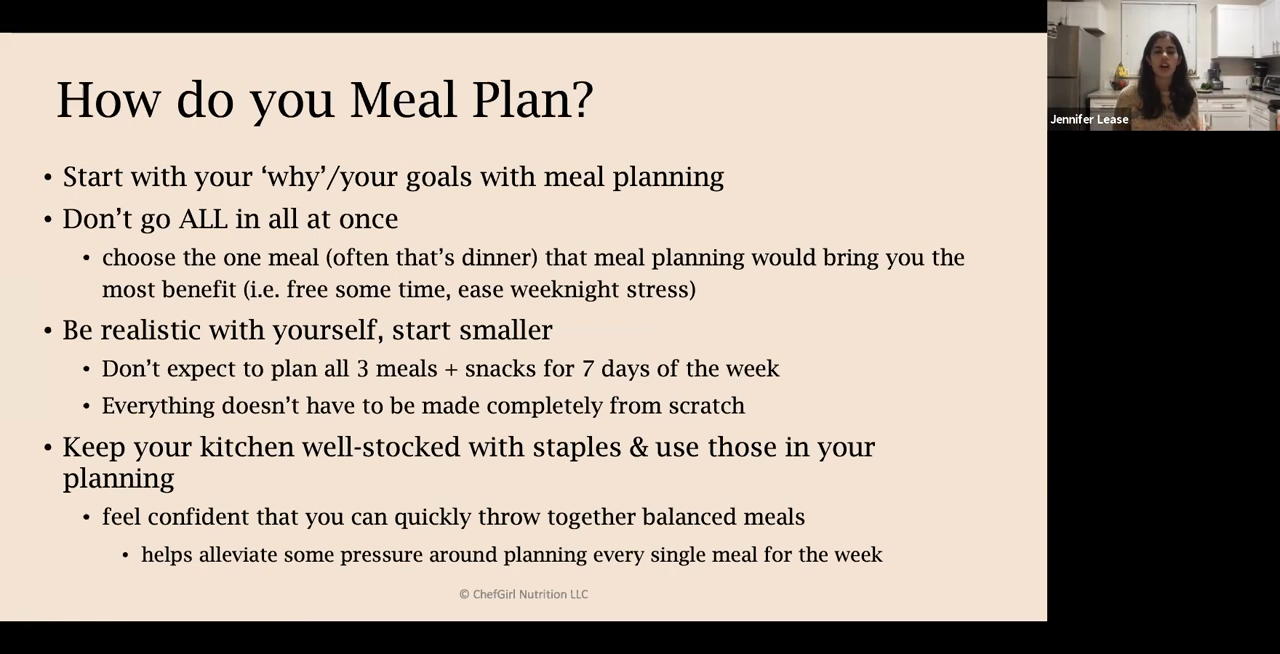 How do you Meal Plan?
• Start with your ‘why’/your goals with meal planning
• Don’t go ALL in all at once
• choose the one meal (often that’s dinner) that meal planning would bring you the
most benefit (i.e. free some time, ease weeknight stress)
• Be realistic with yourself, start smaller
• Don’t expect to plan all 3 meals + snacks for 7 days of the week
• Everything doesn’t have to be made completely from scratch
• Keep your kitchen well-stocked with staples & use those in your
planning
• feel confident that you can quickly throw together balanced meals
• helps alleviate some pressure around planning every single meal for the week
© ChefGirl Nutrition LLC
Jennifer Lease